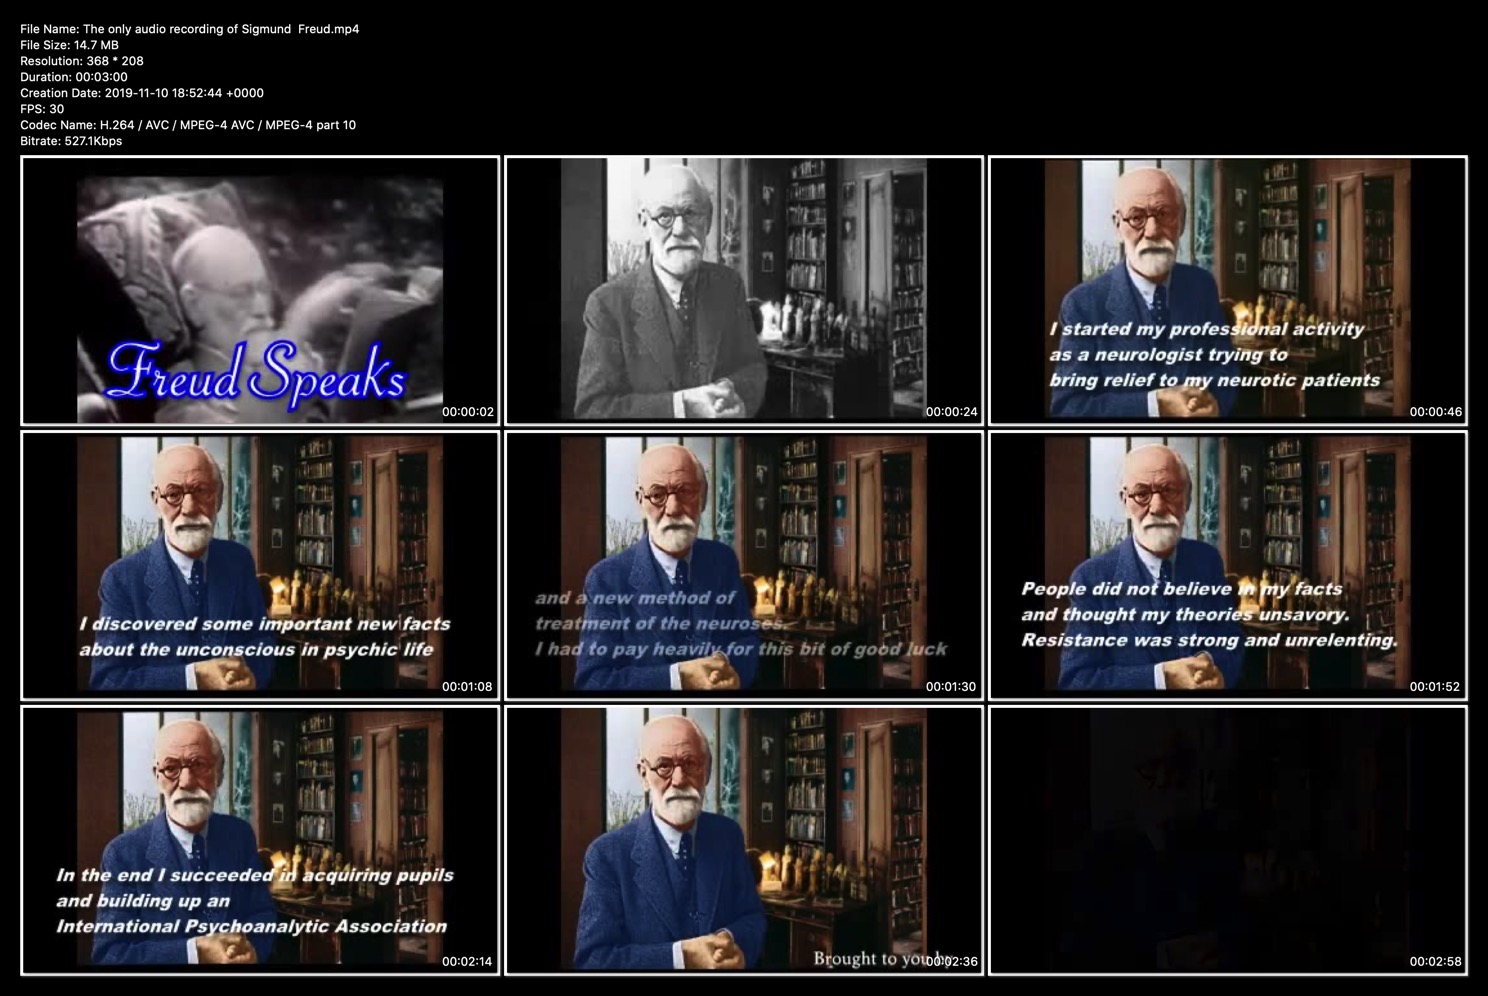 File Name: The only audio recording of Sigmund  Freud.mp4
File Size: 14.7 MB
Resolution: 368 * 208
Duration: 00:03:00
Creation Date: 2019-11-10 18:52:44 +0000
FPS: 30
Codec Name: H.264 / AVC / MPEG-4 AVC / MPEG-4 part 10
Bitrate: 527.1Kbps
Freud Speaks
00:00:02
00:00:24
I started my professional activity
as a neurologist trying to
bring relief to my neurotic patients
00:00:46
I discovered some important new facts
about the unconscious in psychic life
00:01:08
and a new method of
treatment of the neuroses.
I had to pay heavily for this bit of good luck
00:01:30
People did not believe in my facts
and thought my theories unsavory.
Resistance was strong and unrelenting.
00:01:52
In the end I succeeded in acquiring pupils
and building up an
International Psychoanalytic Association
00:02:14
Brought to you by
00:02:36
00:02:58